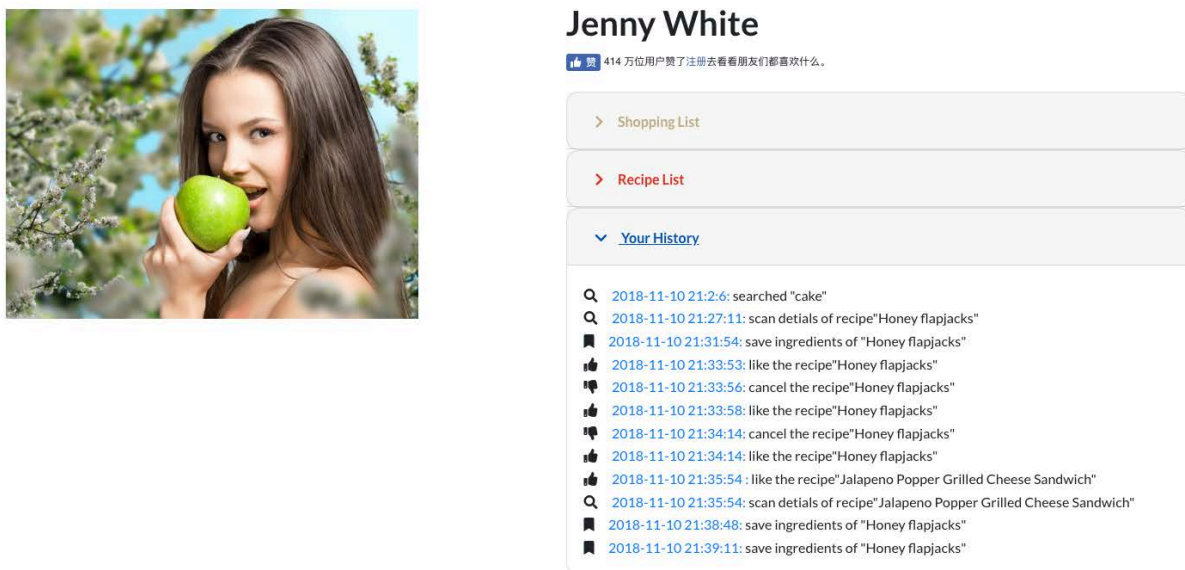 Jenny White
赞 414 万位用户赞了注册去看看朋友们都喜欢什么。
Shopping List
Recipe List
Your History
2018-11-10 21:2:6: searched "cake"
2018-11-10 21:27:11: scan detials of recipe"Honey flapjacks"
2018-11-10 21:31:54: save ingredients of "Honey flapjacks"
2018-11-10 21:33:53: like the recipe"Honey flapjacks"
2018-11-10 21:33:56: cancel the recipe"Honey flapjacks"
2018-11-10 21:33:58: like the recipe"Honey flapjacks"
2018-11-10 21:34:14: cancel the recipe"Honey flapjacks"
2018-11-10 21:34:14: like the recipe"Honey flapjacks"
2018-11-10 21:35:54 : like the recipe"Jalapeno Popper Grilled Cheese Sandwich"
2018-11-10 21:35:54: scan detials of recipe"Jalapeno Popper Grilled Cheese Sandwich"
2018-11-10 21:38:48: save ingredients of "Honey flapjacks"
2018-11-10 21:39:11: save ingredients of "Honey flapjacks"